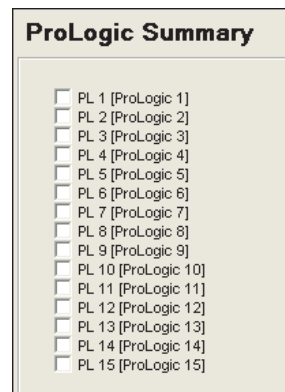 ProLogic Summary
PL 1 [ProLogic 1]
PL 2 [ProLogic 2]
PL 3 [ProLogic 3]
PL 4 [ProLogic 4]
PL 5 [ProLogic 5]
PL 6 [ProLogic 6]
PL 7 [ProLogic 7]
PL 8 [ProLogic 8]
PL 9 [ProLogic 9]
PL 10 [ProLogic 10]
PL 11 [ProLogic 11]
PL 12 [ProLogic 12]
PL 13 [ProLogic 13]
PL 14 [ProLogic 14]
PL 15 [ProLogic 15]